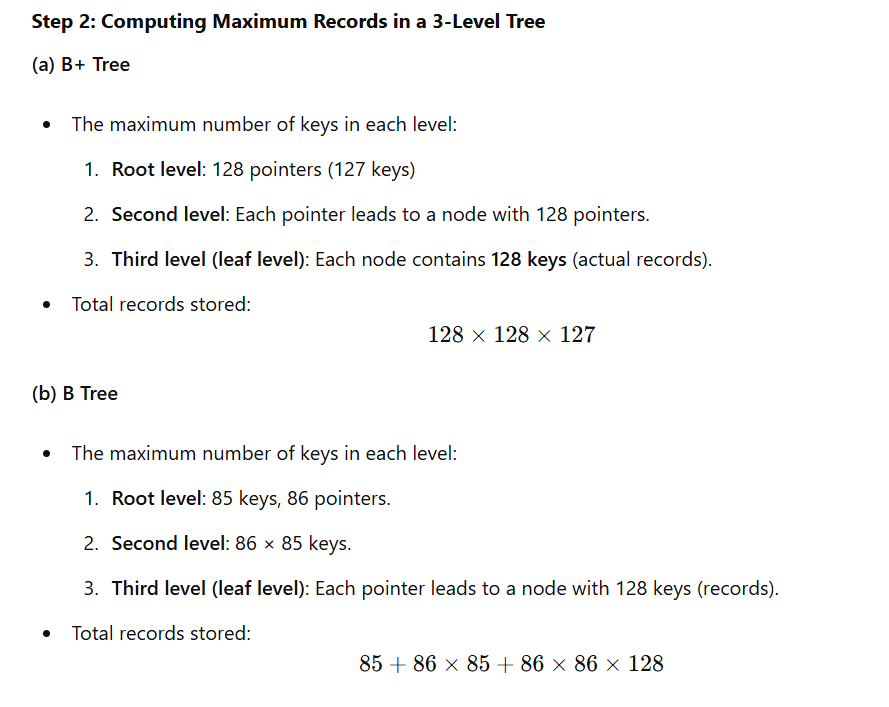 Step 2: Computing Maximum Records in a 3-Level Tree
(a) B+ Tree
• The maximum number of keys in each level:
1. Root level: 128 pointers (127 keys)
2. Second level: Each pointer leads to a node with 128 pointers.
3. Third level (leaf level): Each node contains 128 keys (actual records).
• Total records stored:
128 × 128 × 127
(b) B Tree
• The maximum number of keys in each level:
1. Root level: 85 keys, 86 pointers.
2. Second level: 86 × 85 keys.
3. Third level (leaf level): Each pointer leads to a node with 128 keys (records).
• Total records stored:
85 + 86 × 85 + 86 × 86 × 128